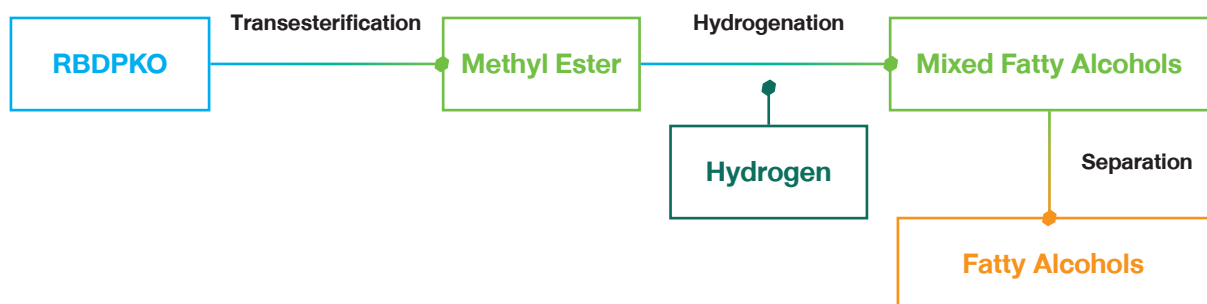 Transesterification
Hydrogenation
RBDPKO
Methyl Ester
Mixed Fatty Alcohols
Hydrogen
Separation
Fatty Alcohols